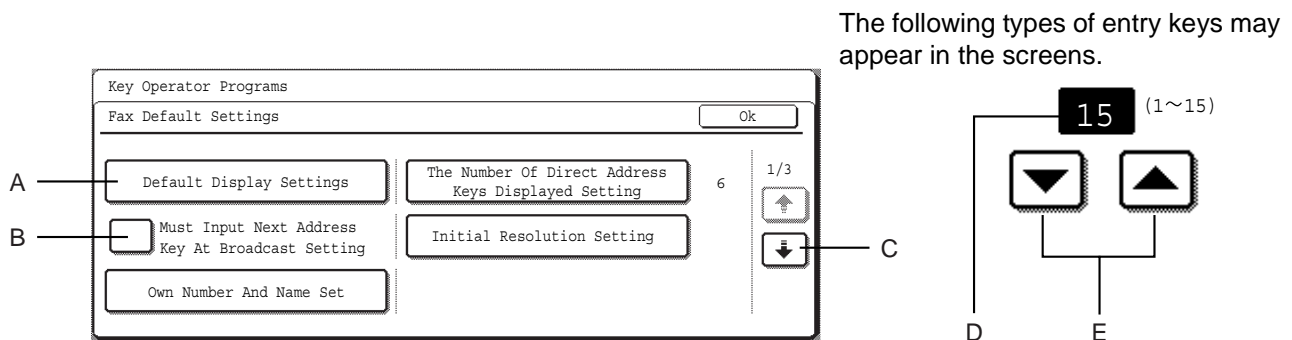 The following types of entry keys may
appear in the screens.
Key Operator Programs
Fax Default Settings
Ok
A
Default Display Settings
The Number Of Direct Address
Keys Displayed Setting
6
1/3
B
Must Input Next Address
Key At Broadcast Setting
Initial Resolution Setting
C
Own Number And Name Set
15
(1～15)
D
E